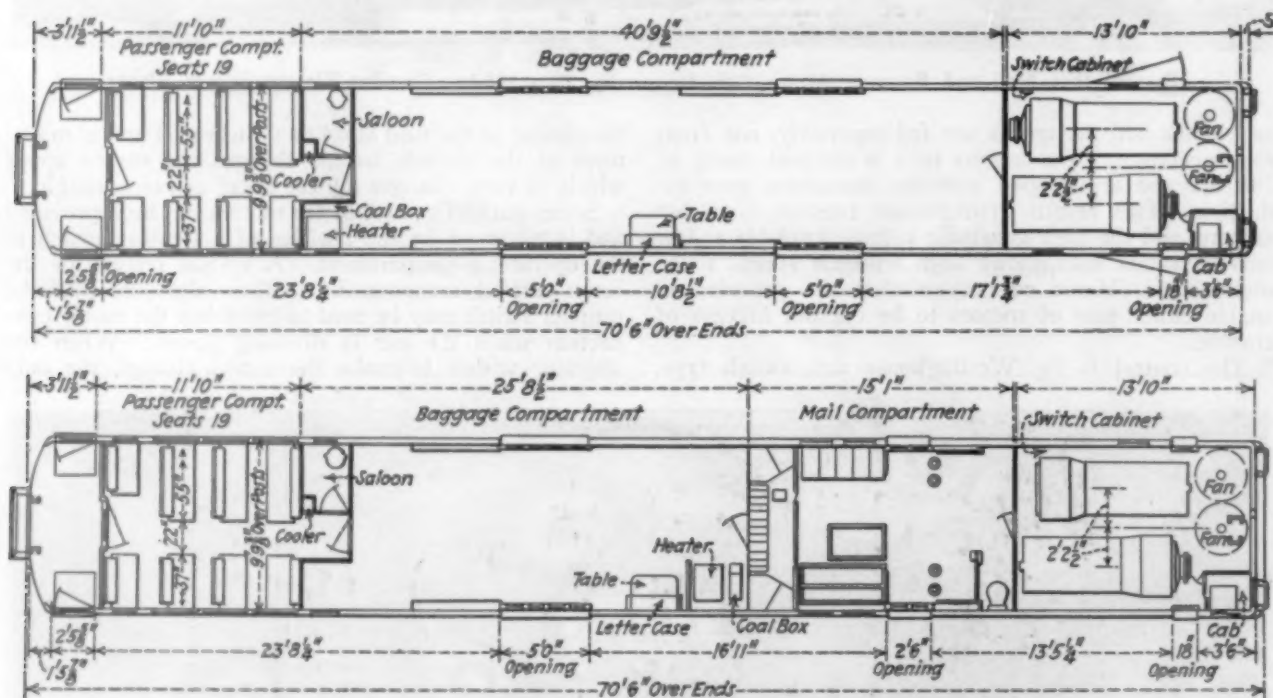 3'11½" 11'10" 40'9½" 13'10" 5
Passenger Compt.
Seats 19
Baggage Compartment
Switch Cabinet
Saloon
55"
22"
37"
9'9¾" Over Posts
Cooler
Coal Box
Heater
Table
Letter Case
Fan
Fan
2'2½"
Cab
2'5⅝" Opening
1'5⅞"
23'8¼" 5'0" 10'8½" 5'0" 17'1¾" 18" 3'6"
Opening Opening Opening
70'6" Over Ends
3'11½" 11'10" 25'8½" 15'1" 13'10"
Passenger Compt.
Seats 19
Baggage Compartment
Mail Compartment
Switch Cabinet
Saloon
55"
22"
37"
Cooler
Heater
Table
Letter Case
Coal Box
Fan
Fan
2'2½"
Cab
2'5⅝"
1'5⅞"
23'8¼" 5'0" 16'11" 2'6" 13'5¼" 18" 3'6"
Opening Opening Opening
70'6" Over Ends